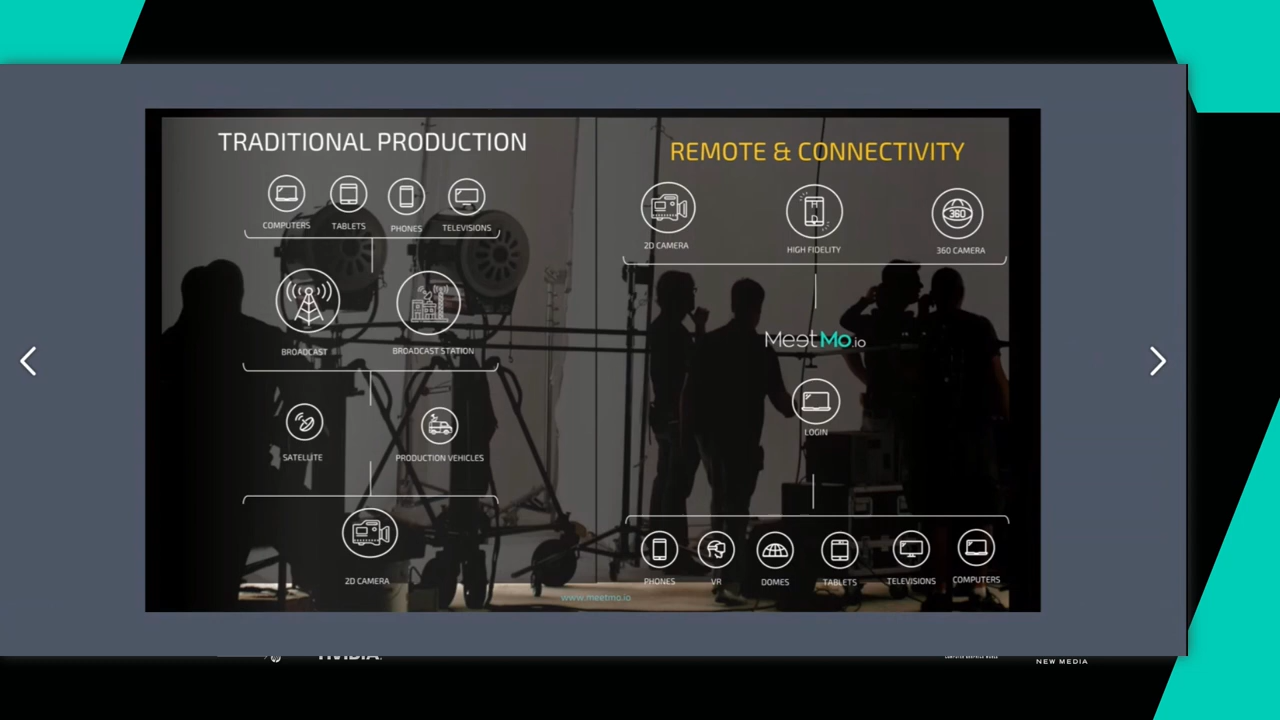 TRADITIONAL PRODUCTION
COMPUTERS
TABLETS
PHONES
TELEVISIONS
BROADCAST
BROADCAST STATION
SATELLITE
PRODUCTION VEHICLES
2D CAMERA
REMOTE & CONNECTIVITY
2D CAMERA
HIGH FIDELITY
360
360 CAMERA
MeetMo.io
LOGIN
PHONES
VR
DOMES
TABLETS
TELEVISIONS
COMPUTERS
www.meetmo.io
NVIDIA.
NEW MEDIA